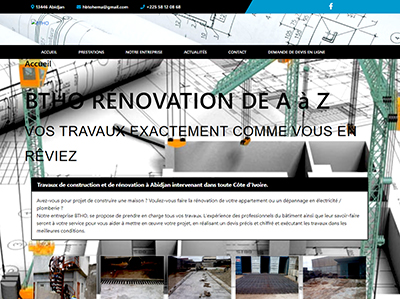 13446 Abidjan
hbtohema@gmail.com
+225 58 12 08 68
BTHO
ACCUEIL
PRESTATIONS
NOTRE ENTREPRISE
ACTUALITÉS
CONTACT
DEMANDE DE DEVIS EN LIGNE
Accueil
BTHO RÉNOVATION DE A à Z
VOS TRAVAUX EXACTEMENT COMME VOUS EN
RÊVIEZ
Travaux de construction et de rénovation à Abidjan intervenant dans toute Côte d'Ivoire.
Avez-vous pour projet de construire une maison ? Voulez-vous faire la rénovation de votre appartement ou un dépannage en électricité /
plomberie ?
Notre entreprise BTHO, se propose de prendre en charge tous vos travaux. L'expérience des professionnels du bâtiment ainsi que leur savoir-faire
seront à votre service pour vous aider à mettre en œuvre votre projet, en réalisant un devis précis et chiffré et exécutant les travaux dans les
meilleures conditions.